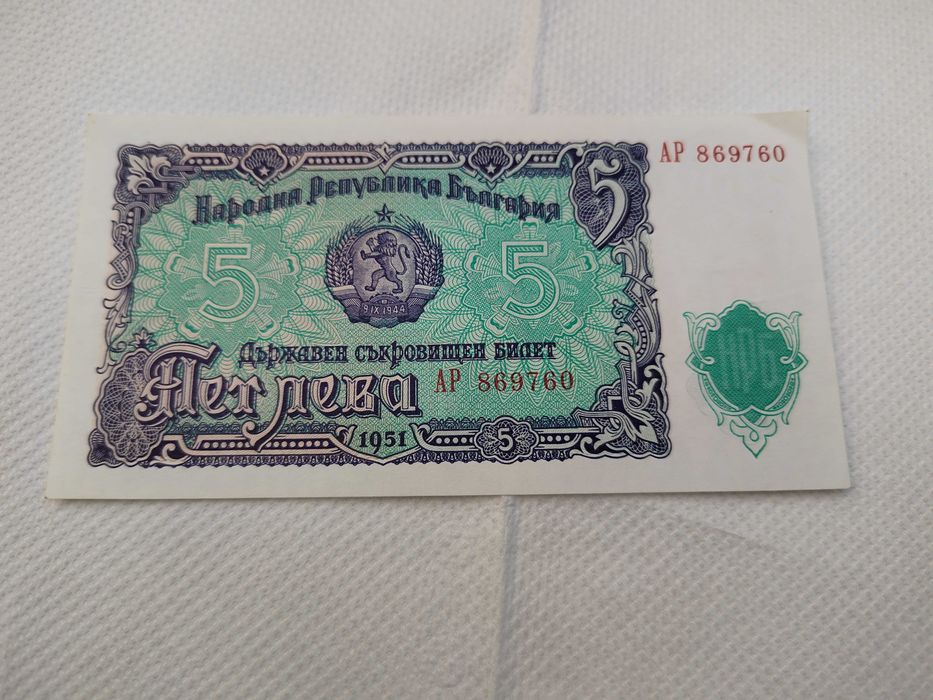 АР 869760
5
Народна Република България
5 5
9 IX 1944
Държавен съкровищен билет
Пет лева АР 869760
1951 5
НРБ